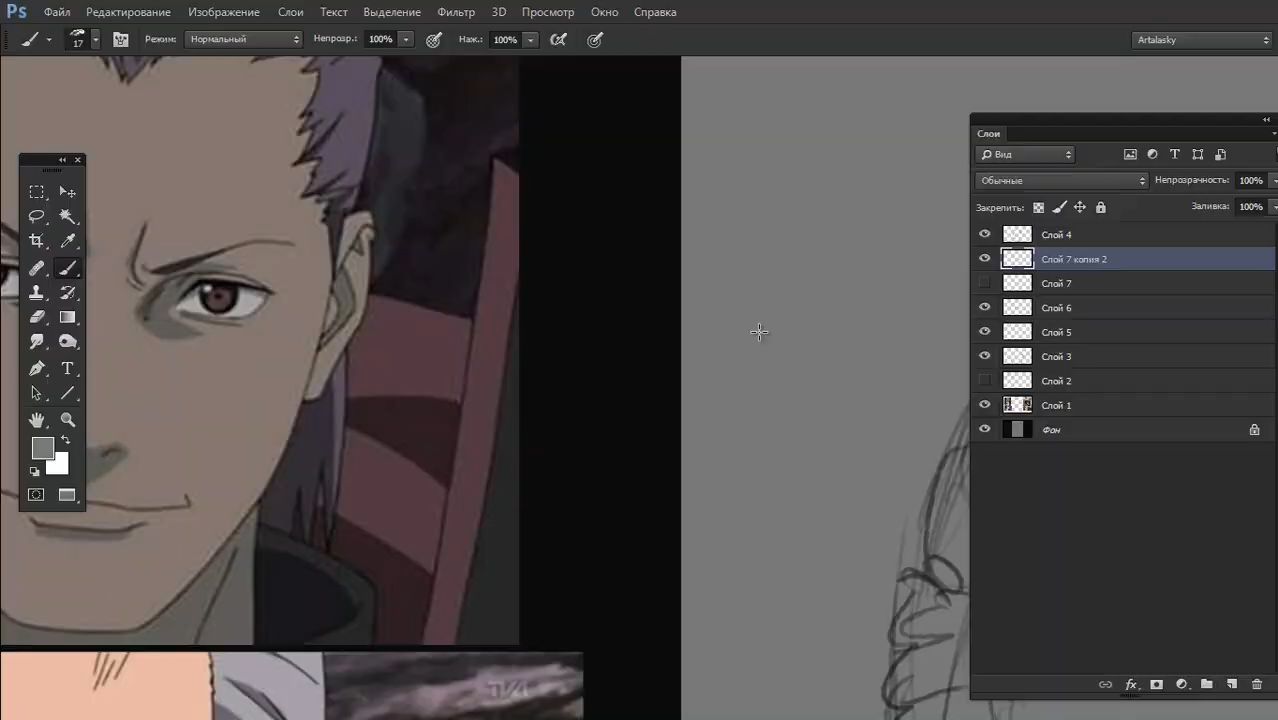 Ps Файл Редактирование Изображение Слои Текст Выделение Фильтр 3D Просмотр Окно Справка
17 Режим: Нормальный Непрозр.: 100% Наж.: 100% Artalasky
Слои
Вид
Обычные Непрозрачность: 100%
Закрепить: Заливка: 100%
Слой 4
Слой 7 копия 2
Слой 7
Слой 6
Слой 5
Слой 3
Слой 2
Слой 1
Фон